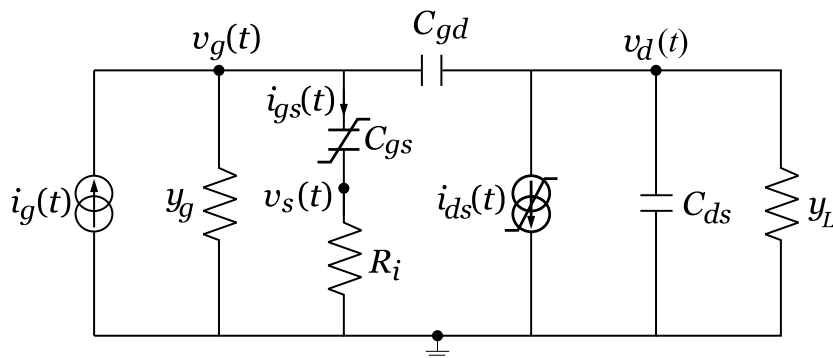 C_gd
v_g(t)
v_d(t)
i_gs(t)
C_gs
i_g(t)
y_g
v_s(t)
i_ds(t)
C_ds
y_L
R_i